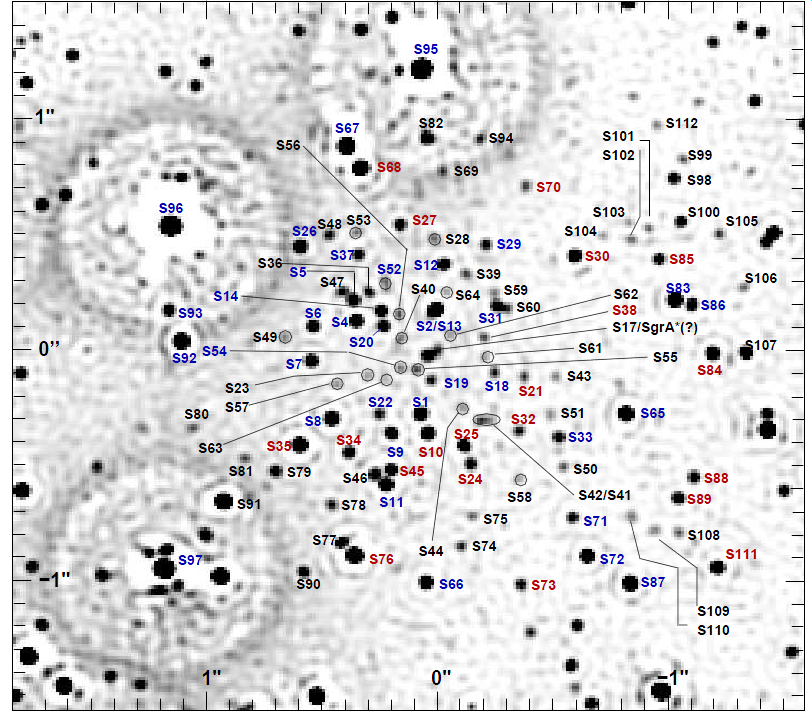 S95
1"
S67
S82
S94
S112
S101
S56
S102
S99
S68
S69
S98
S70
S96
S48
S53
S27
S103
S100
S26
S28
S29
S104
S105
S37
S12
S30
S85
S36
S5
S52
S39
S47
S40
S64
S59
S62
S83
S106
S14
S93
S6
S4
S2/S13
S31
S60
S38
S86
S20
S17/SgrA*(?)
0"
S49
S61
S107
S92
S54
S55
S7
S84
S23
S19
S18
S21
S43
S57
S80
S22
S1
S8
S51
S65
S63
S35
S34
S9
S10
S25
S32
S33
S81
S79
S46
S45
S24
S50
S88
S58
S91
S78
S11
S42/S41
S89
S75
S71
S77
S44
S74
S108
S97
S76
S72
S111
-1"
S90
S66
S73
S87
S109
S110
1"
0"
-1"